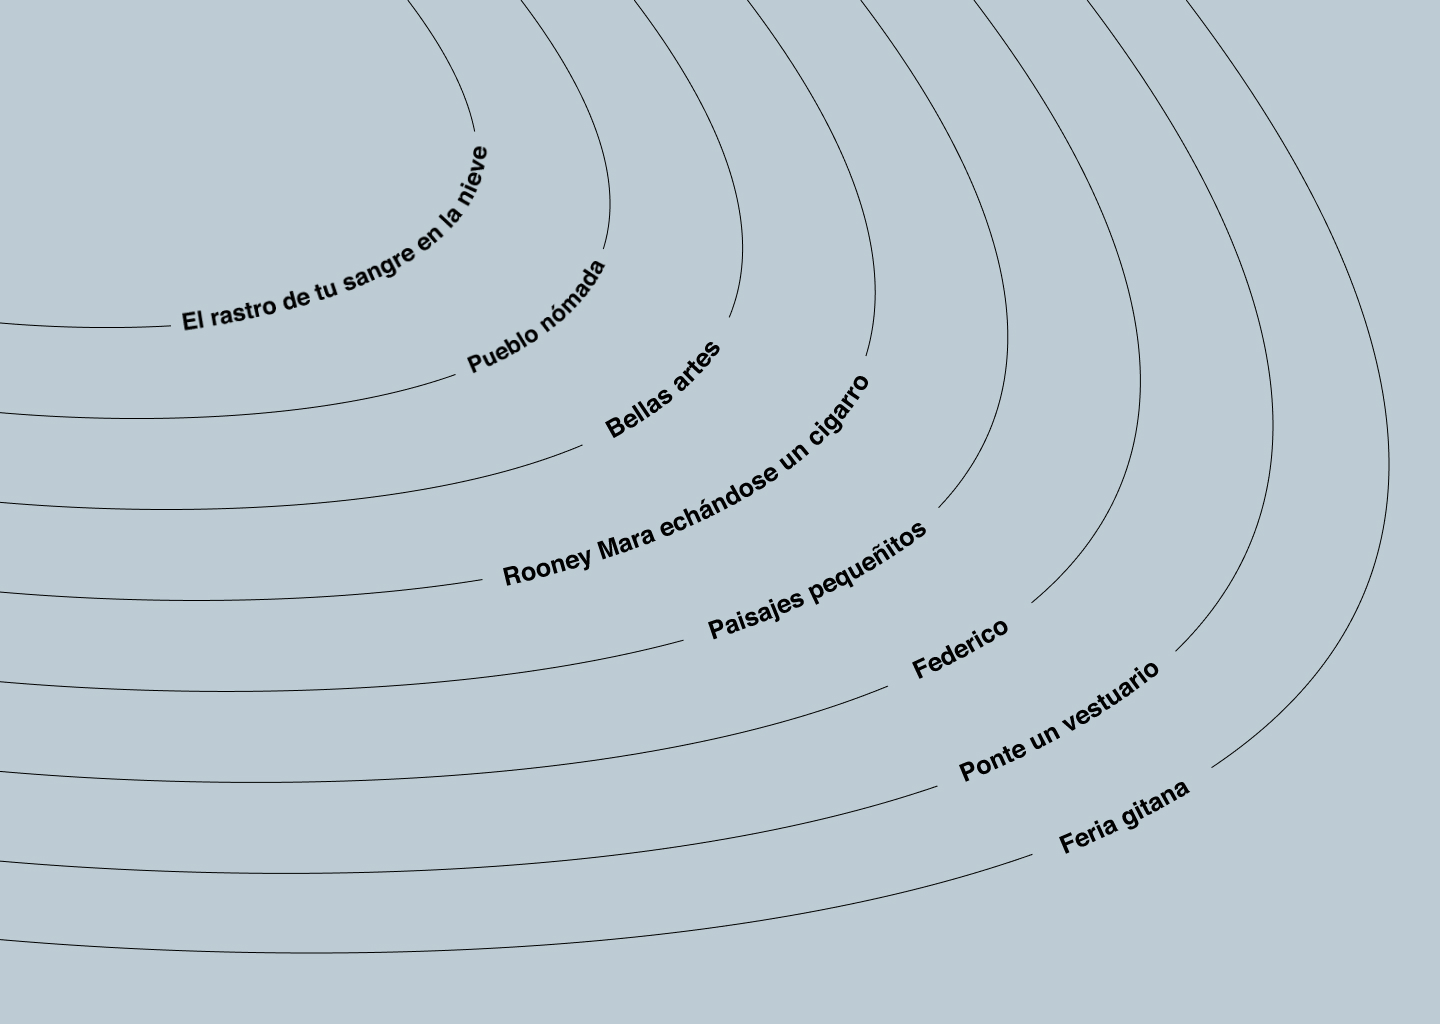 El rastro de tu sangre en la nieve
Pueblo nómada
Bellas artes
Rooney Mara echándose un cigarro
Paisajes pequeñitos
Federico
Ponte un vestuario
Feria gitana